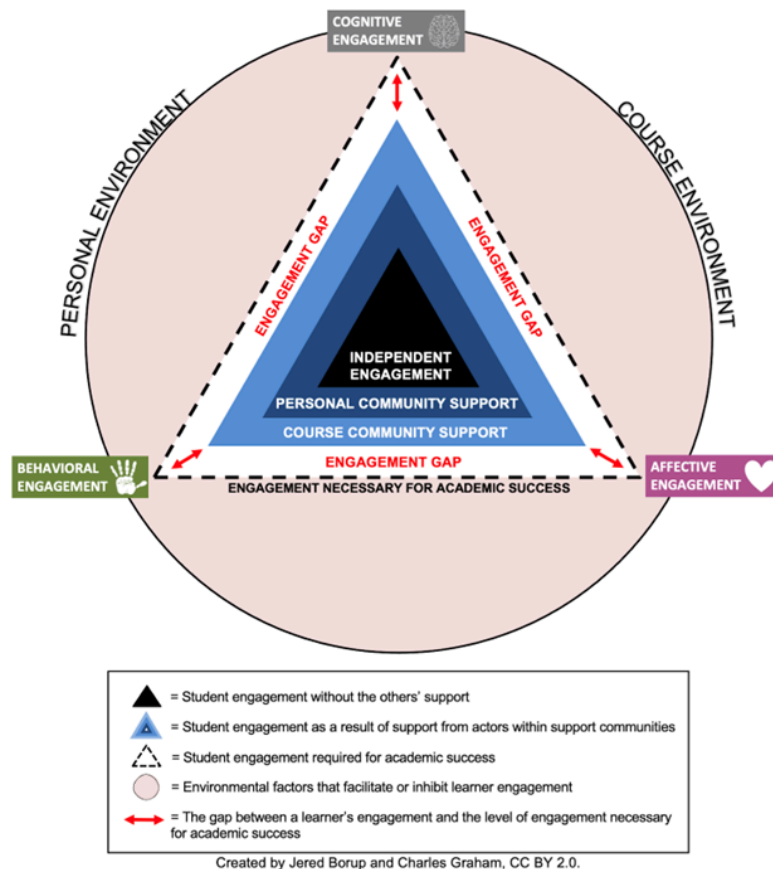 COGNITIVE
ENGAGEMENT
PERSONAL ENVIRONMENT
COURSE ENVIRONMENT
ENGAGEMENT GAP
ENGAGEMENT GAP
INDEPENDENT
ENGAGEMENT
PERSONAL COMMUNITY SUPPORT
COURSE COMMUNITY SUPPORT
ENGAGEMENT GAP
BEHAVIORAL
ENGAGEMENT
AFFECTIVE
ENGAGEMENT
ENGAGEMENT NECESSARY FOR ACADEMIC SUCCESS
= Student engagement without the others' support
= Student engagement as a result of support from actors within support communities
= Student engagement required for academic success
= Environmental factors that facilitate or inhibit learner engagement
= The gap between a learner's engagement and the level of engagement necessary
for academic success
Created by Jered Borup and Charles Graham, CC BY 2.0.